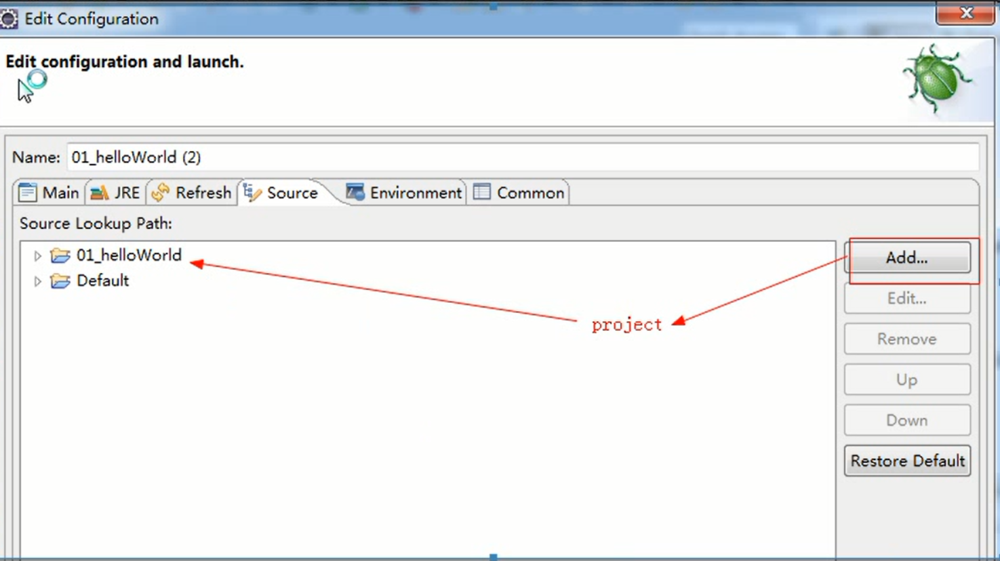 Edit Configuration
Edit configuration and launch.
Name: 01_helloWorld (2)
Main JRE Refresh Source Environment Common
Source Lookup Path:
01_helloWorld
Default
project
Add...
Edit...
Remove
Up
Down
Restore Default